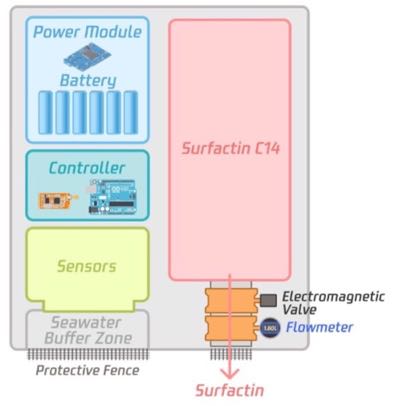 Power Module
Battery
Controller
Sensors
Seawater
Buffer Zone
Protective Fence
Surfactin C14
Electromagnetic
Valve
Flowmeter
Surfactin